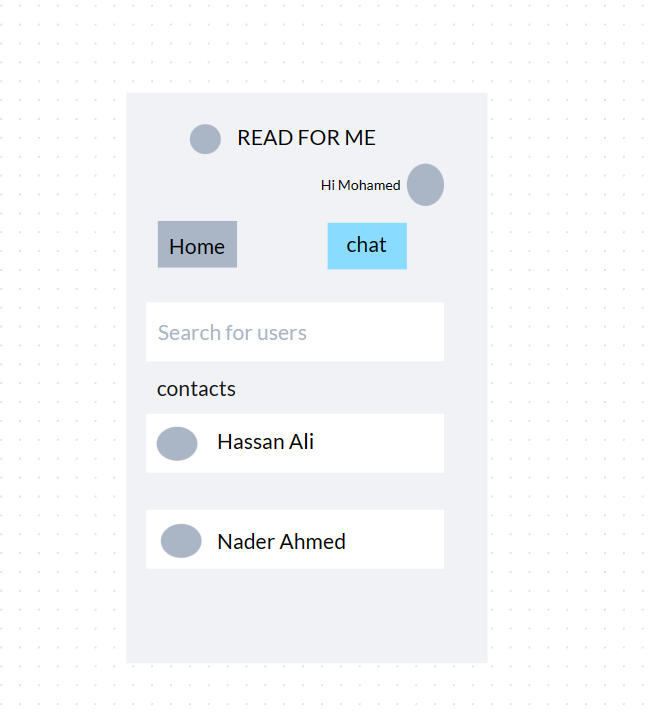 READ FOR ME
Hi Mohamed
Home
chat
Search for users
contacts
Hassan Ali
Nader Ahmed